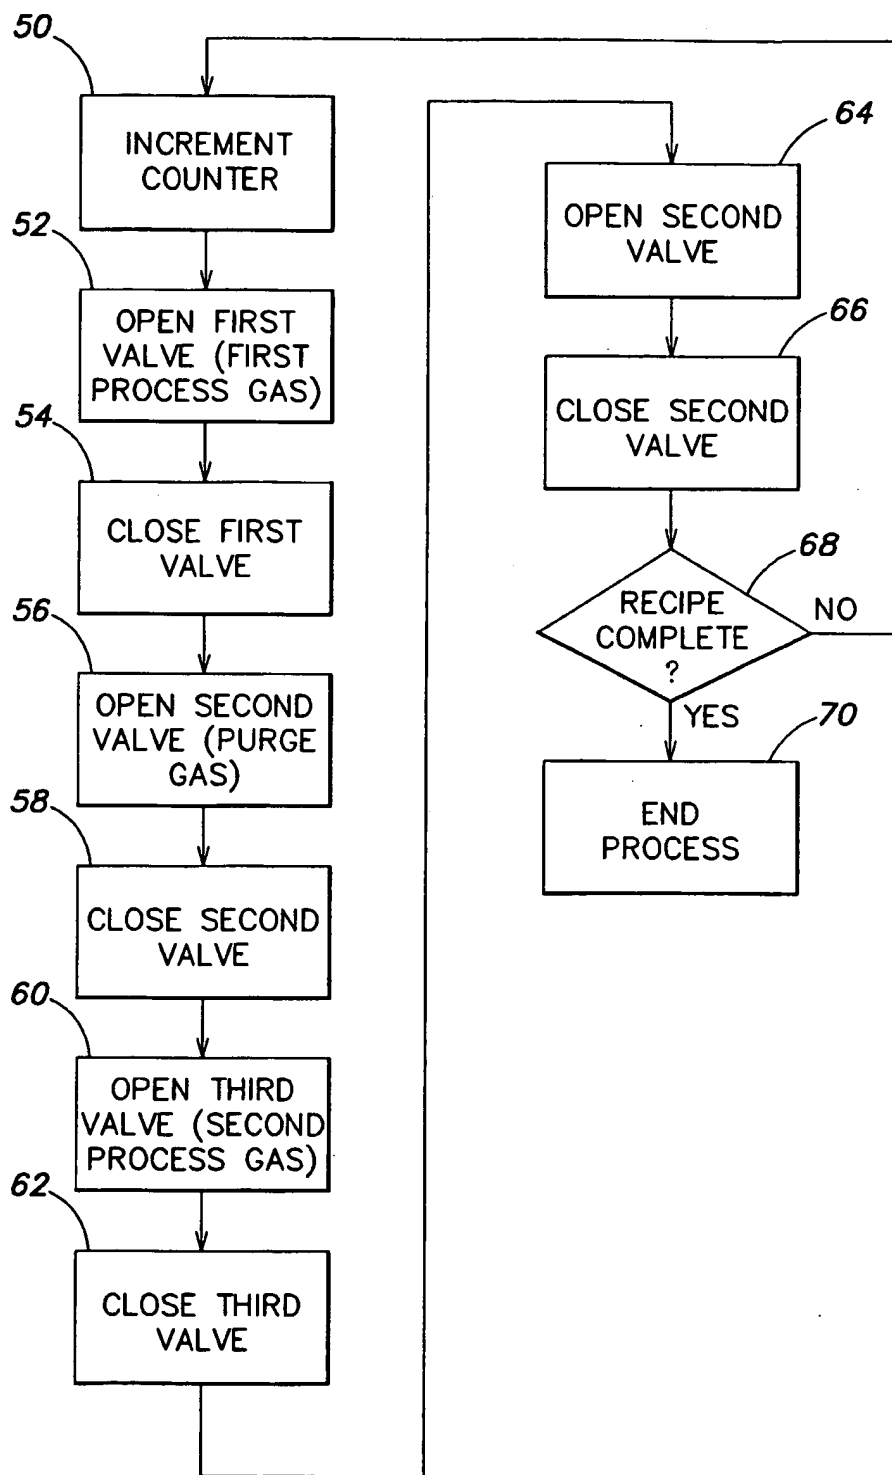 50
INCREMENT
COUNTER
52
OPEN FIRST
VALVE (FIRST
PROCESS GAS)
54
CLOSE FIRST
VALVE
56
OPEN SECOND
VALVE (PURGE
GAS)
58
CLOSE SECOND
VALVE
60
OPEN THIRD
VALVE (SECOND
PROCESS GAS)
62
CLOSE THIRD
VALVE
64
OPEN SECOND
VALVE
66
CLOSE SECOND
VALVE
68
RECIPE
COMPLETE
?
NO
YES
70
END
PROCESS